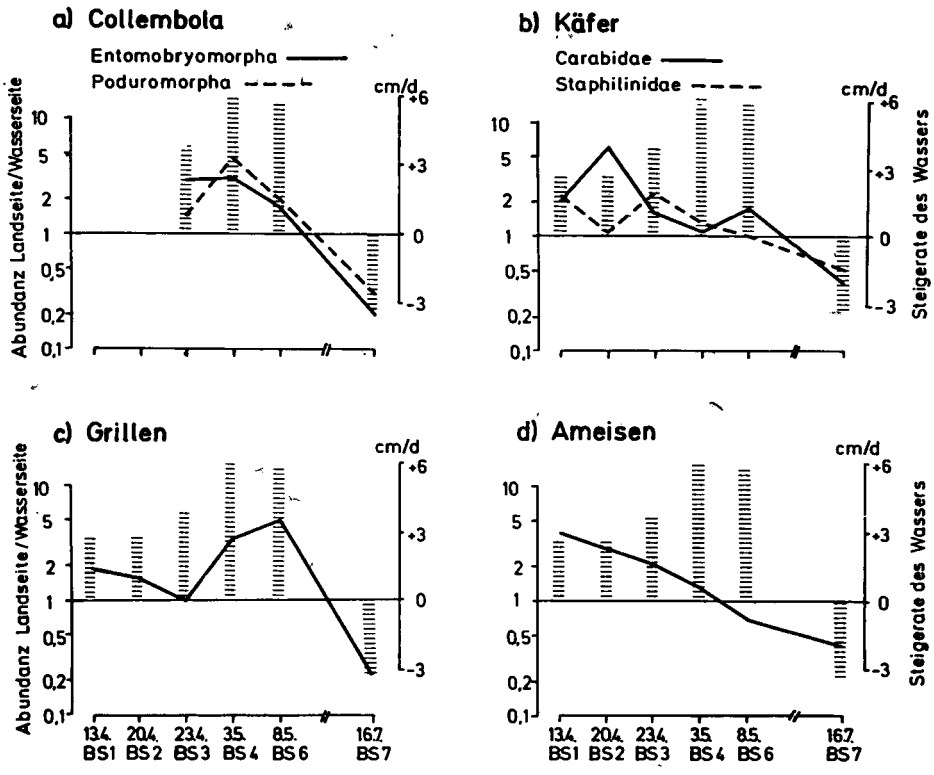 a) Collembola
Entomobryomorpha
Poduromorpha
cm/d
Abundanz Landseite/Wasserseite
10
5
2
1
0,5
0,2
0,1
+6
+3
0
-3
b) Käfer
Carabidae
Staphilinidae
cm/d
10
5
2
1
0,5
0,2
0,1
+6
+3
0
-3
Steigerate des Wassers
c) Grillen
cm/d
Abundanz Landseite/Wasserseite
10
5
2
1
0,5
0,2
0,1
+6
+3
0
-3
13.4. 20.4. 23.4. 3.5. 8.5. 16.7.
BS1 BS2 BS3 BS4 BS6 BS7
d) Ameisen
cm/d
10
5
2
1
0,5
0,2
0,1
+6
+3
0
-3
Steigerate des Wassers
13.4. 20.4. 23.4. 3.5. 8.5. 16.7.
BS1 BS2 BS3 BS4 BS6 BS7